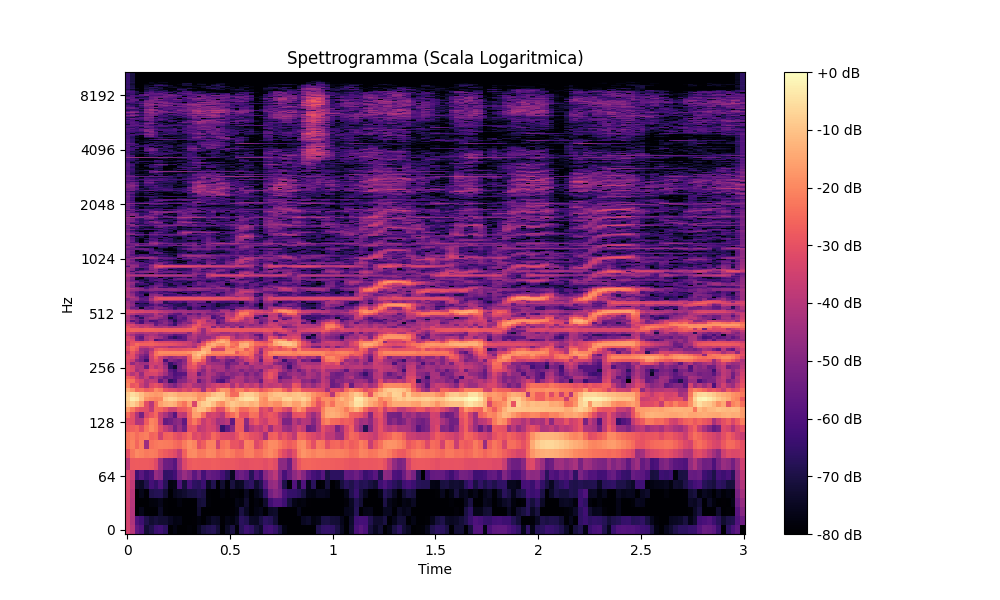 Spettrogramma (Scala Logaritmica)
Hz
8192
4096
2048
1024
512
256
128
64
0
0
0.5
1
1.5
2
2.5
3
Time
+0 dB
-10 dB
-20 dB
-30 dB
-40 dB
-50 dB
-60 dB
-70 dB
-80 dB